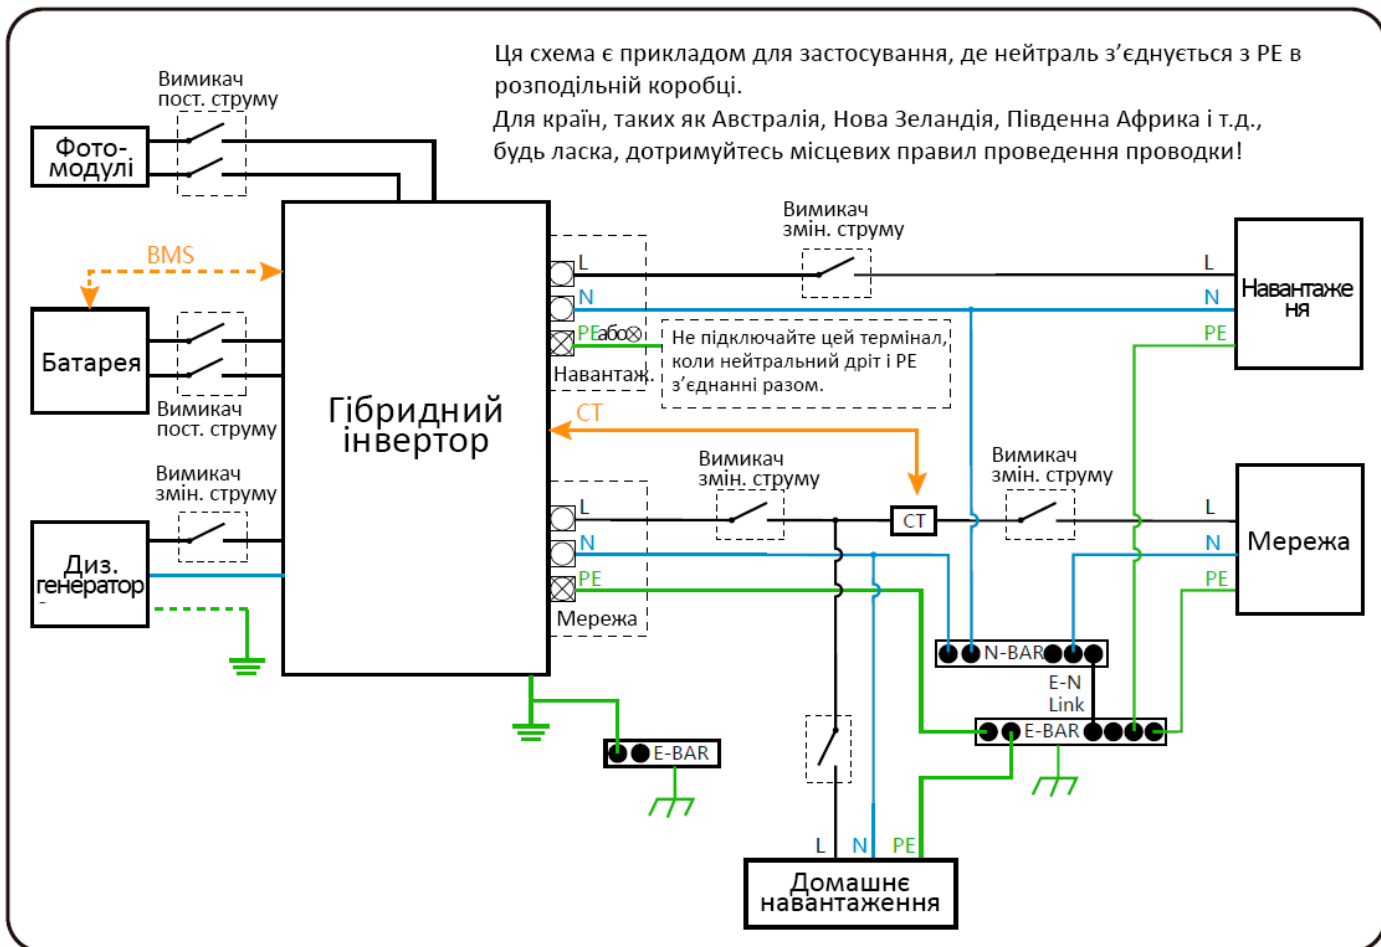 Ця схема є прикладом для застосування, де нейтраль з’єднується з PE в
розподільній коробці.
Для країн, таких як Австралія, Нова Зеландія, Південна Африка і т.д.,
будь ласка, дотримуйтесь місцевих правил проведення проводки!
Вимикач
пост. струму
Фото-
модулі
BMS
Батарея
Вимикач
пост. струму
Вимикач
змін. струму
Диз.
генератор
Гібридний
інвертор
L
N
PE
або
Навантаж.
Не підключайте цей термінал,
коли нейтральний дріт і PE
з’єднанні разом.
Вимикач
змін. струму
L
N
PE
Навантаже
ня
CT
Вимикач
змін. струму
CT
Вимикач
змін. струму
L
N
PE
Мережа
L
N
PE
Мережа
N-BAR
E-N
Link
E-BAR
E-BAR
L
N
PE
Домашнє
навантаження